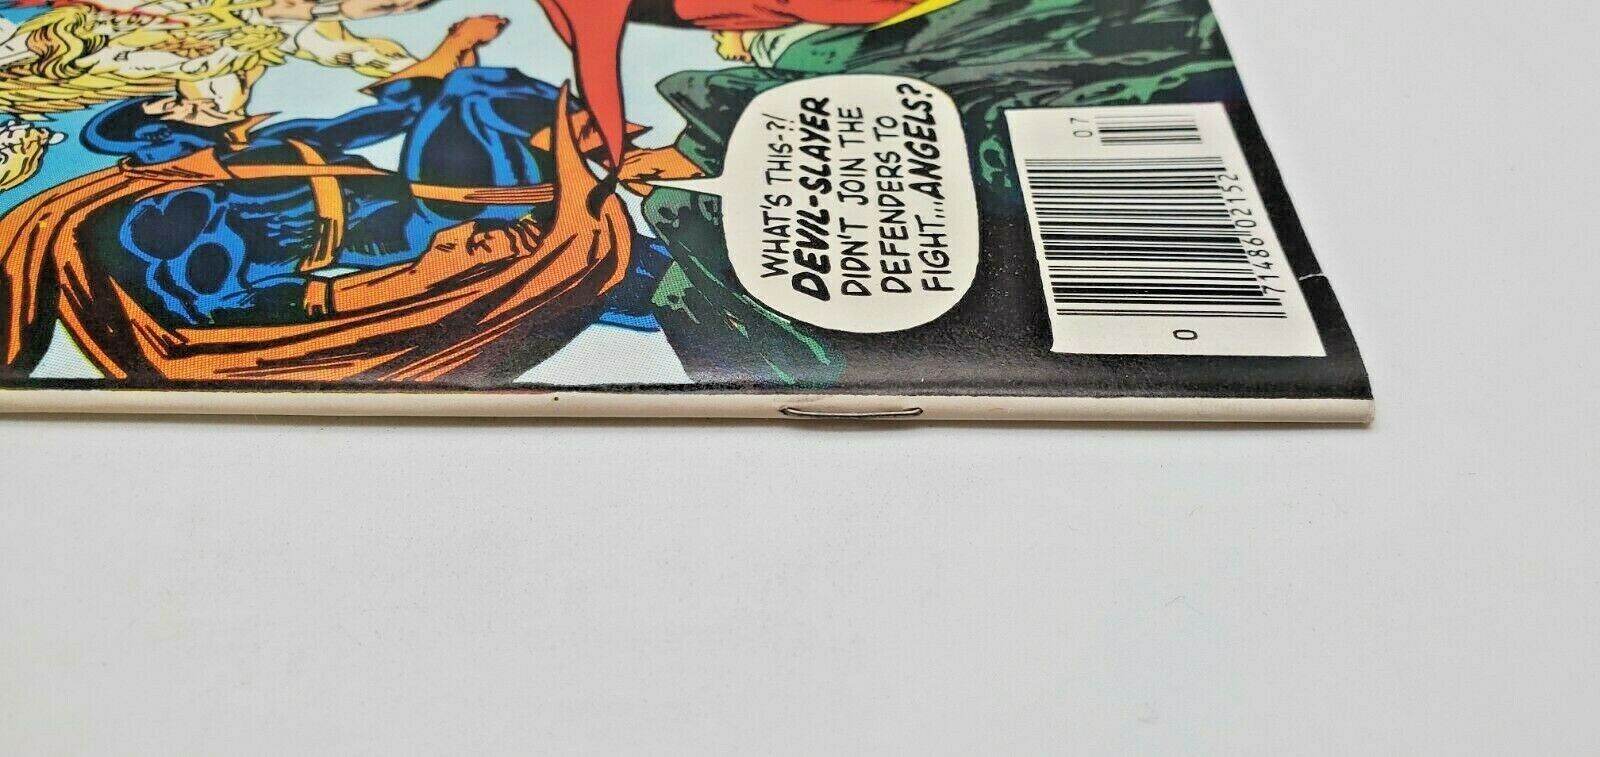 WHAT'S THIS-?!
DEVIL-SLAYER
DIDN'T JOIN THE
DEFENDERS TO
FIGHT...ANGELS?
07
0
71486 02152